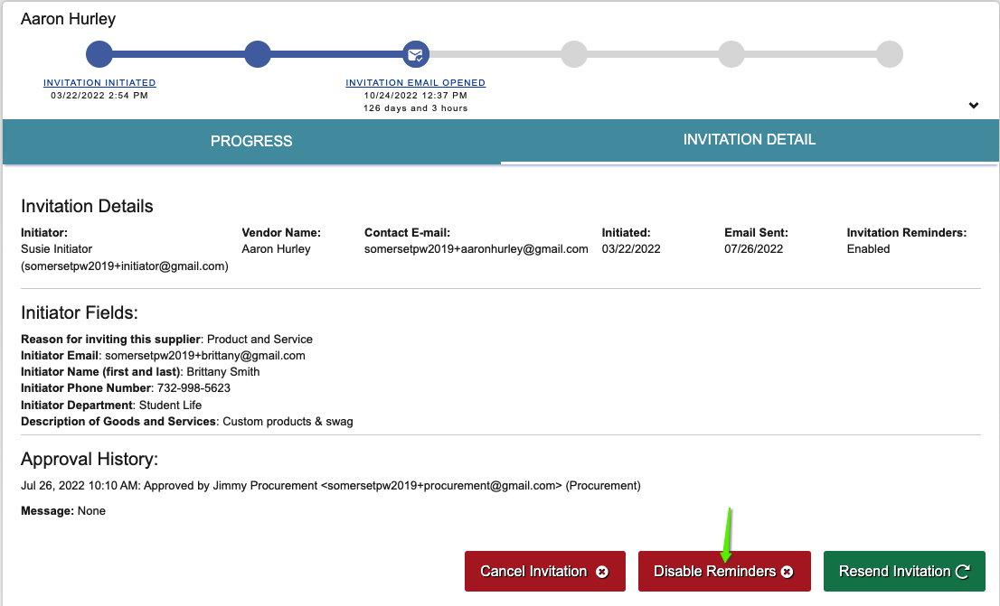 Aaron Hurley
INVITATION INITIATED
03/22/2022 2:54 PM
INVITATION EMAIL OPENED
10/24/2022 12:37 PM
126 days and 3 hours
PROGRESS
INVITATION DETAIL
Invitation Details
Initiator: Vendor Name: Contact E-mail: Initiated: Email Sent: Invitation Reminders:
Susie Initiator Aaron Hurley somersetpw2019+aaronhurley@gmail.com 03/22/2022 07/26/2022 Enabled
(somersetpw2019+initiator@gmail.com)
Initiator Fields:
Reason for inviting this supplier: Product and Service
Initiator Email: somersetpw2019+brittany@gmail.com
Initiator Name (first and last): Brittany Smith
Initiator Phone Number: 732-998-5623
Initiator Department: Student Life
Description of Goods and Services: Custom products & swag
Approval History:
Jul 26, 2022 10:10 AM: Approved by Jimmy Procurement <somersetpw2019+procurement@gmail.com> (Procurement)
Message: None
Cancel Invitation
Disable Reminders
Resend Invitation